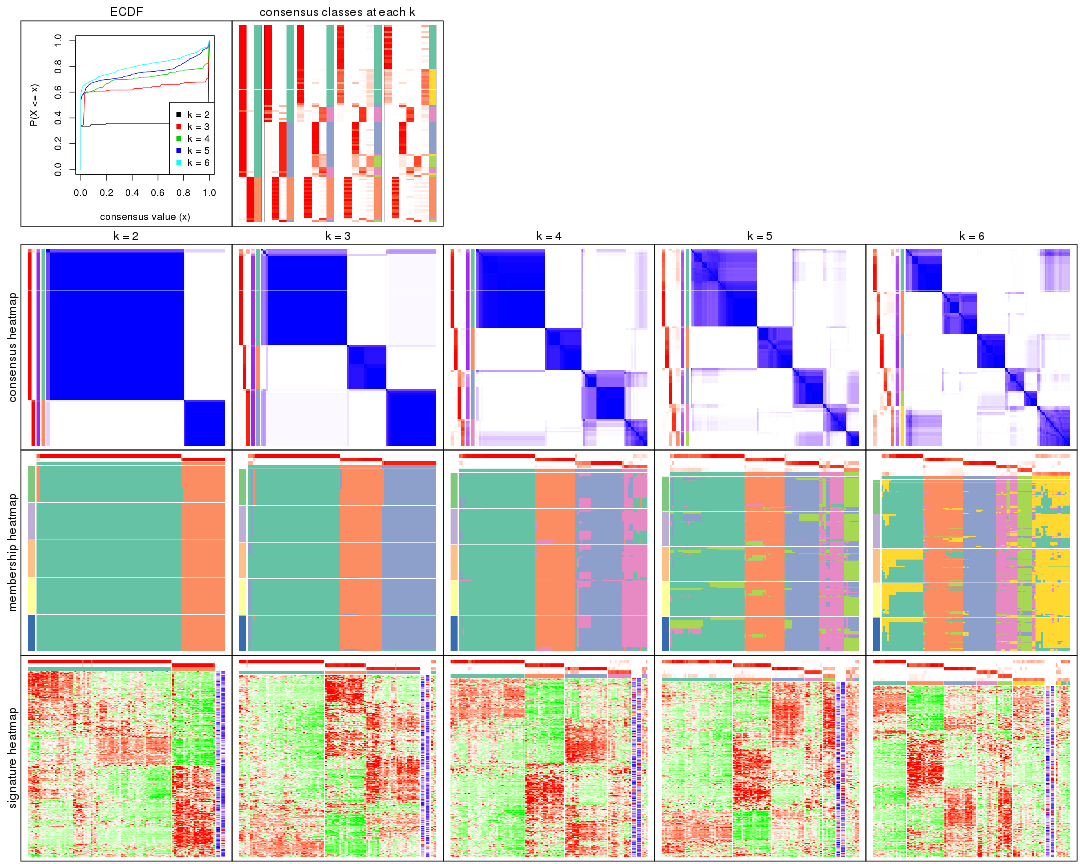 ECDF
consensus classes at each k
P(X <= x)
0.0 0.2 0.4 0.6 0.8 1.0
k = 2
k = 3
k = 4
k = 5
k = 6
0.0 0.2 0.4 0.6 0.8 1.0
consensus value (x)
k = 2
k = 3
k = 4
k = 5
k = 6
consensus heatmap
membership heatmap
signature heatmap